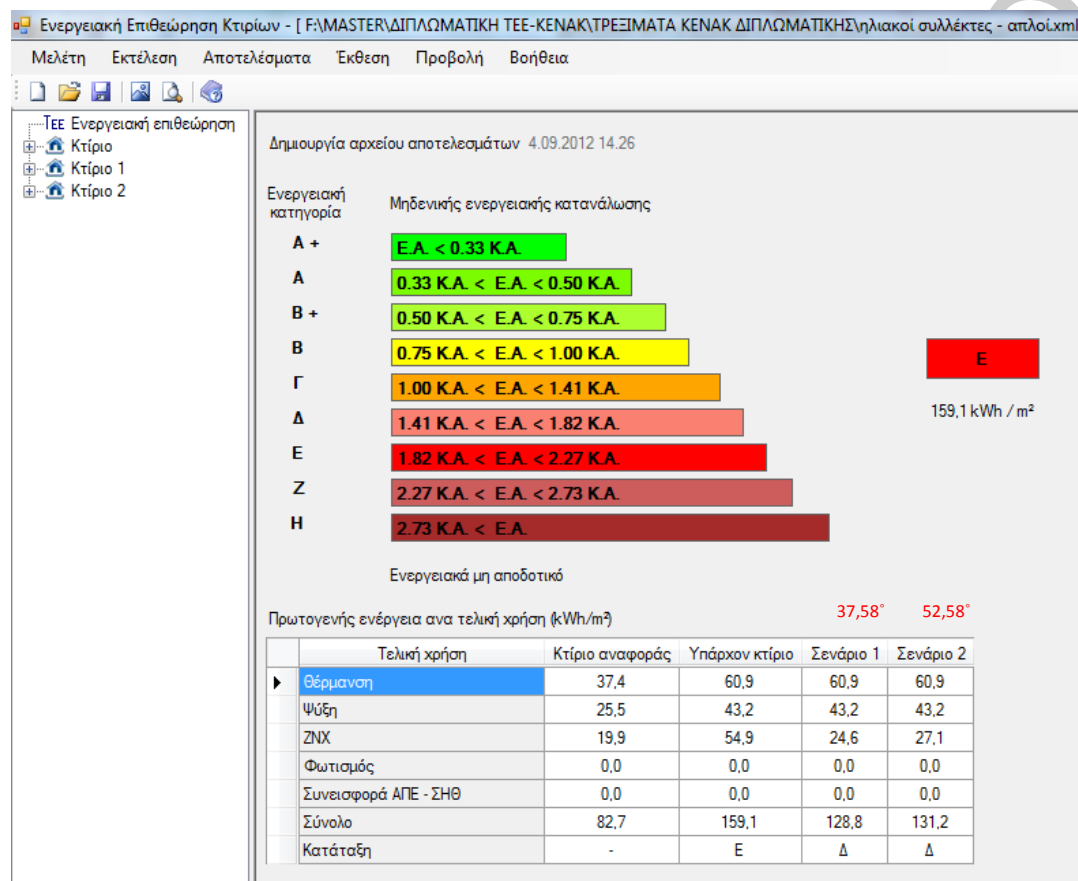 Ενεργειακή Επιθεώρηση Κτιρίων - [ F:\MASTER\ΔΙΠΛΩΜΑΤΙΚΗ ΤΕΕ-ΚΕΝΑΚ\ΤΡΕΞΙΜΑΤΑ ΚΕΝΑΚ ΔΙΠΛΩΜΑΤΙΚΗΣ\ηλιακοί συλλέκτες - απλοί.xml
Μελέτη Εκτέλεση Αποτελέσματα Έκθεση Προβολή Βοήθεια
ΤΕΕ Ενεργειακή επιθεώρηση
Κτίριο
Κτίριο 1
Κτίριο 2
Δημιουργία αρχείου αποτελεσμάτων 4.09.2012 14.26
Ενεργειακή
κατηγορία
Μηδενικής ενεργειακής κατανάλωσης
Α + Ε.Α. < 0.33 Κ.Α.
Α 0.33 Κ.Α. < Ε.Α. < 0.50 Κ.Α.
Β + 0.50 Κ.Α. < Ε.Α. < 0.75 Κ.Α.
Β 0.75 Κ.Α. < Ε.Α. < 1.00 Κ.Α.
Γ 1.00 Κ.Α. < Ε.Α. < 1.41 Κ.Α.
Δ 1.41 Κ.Α. < Ε.Α. < 1.82 Κ.Α.
Ε 1.82 Κ.Α. < Ε.Α. < 2.27 Κ.Α.
Ζ 2.27 Κ.Α. < Ε.Α. < 2.73 Κ.Α.
Η 2.73 Κ.Α. < Ε.Α.
Ε
159,1 kWh / m²
Ενεργειακά μη αποδοτικό
37,58° 52,58°
Πρωτογενής ενέργεια ανα τελική χρήση (kWh/m²)
Τελική χρήση Κτίριο αναφοράς Υπάρχον κτίριο Σενάριο 1 Σενάριο 2
Θέρμανση 37,4 60,9 60,9 60,9
Ψύξη 25,5 43,2 43,2 43,2
ΖΝΧ 19,9 54,9 24,6 27,1
Φωτισμός 0,0 0,0 0,0 0,0
Συνεισφορά ΑΠΕ - ΣΗΘ 0,0 0,0 0,0 0,0
Σύνολο 82,7 159,1 128,8 131,2
Κατάταξη - Ε Δ Δ